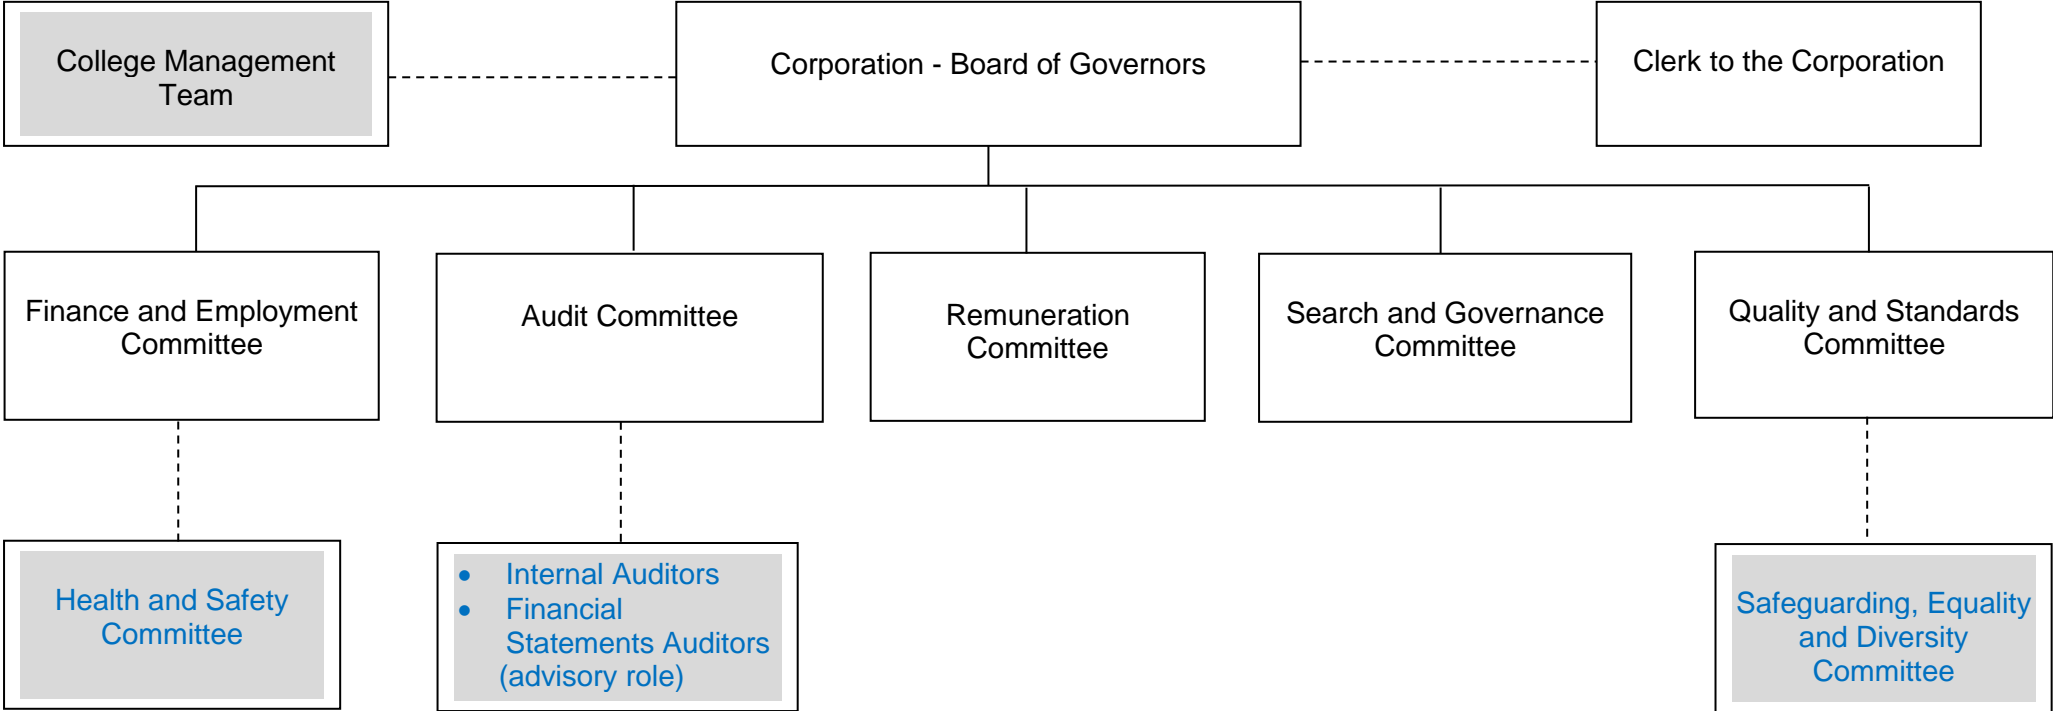 College Management
Team
Corporation - Board of Governors
Clerk to the Corporation
Finance and Employment
Committee
Audit Committee
Remuneration
Committee
Search and Governance
Committee
Quality and Standards
Committee
Health and Safety
Committee
• Internal Auditors
• Financial
Statements Auditors
(advisory role)
Safeguarding, Equality
and Diversity
Committee